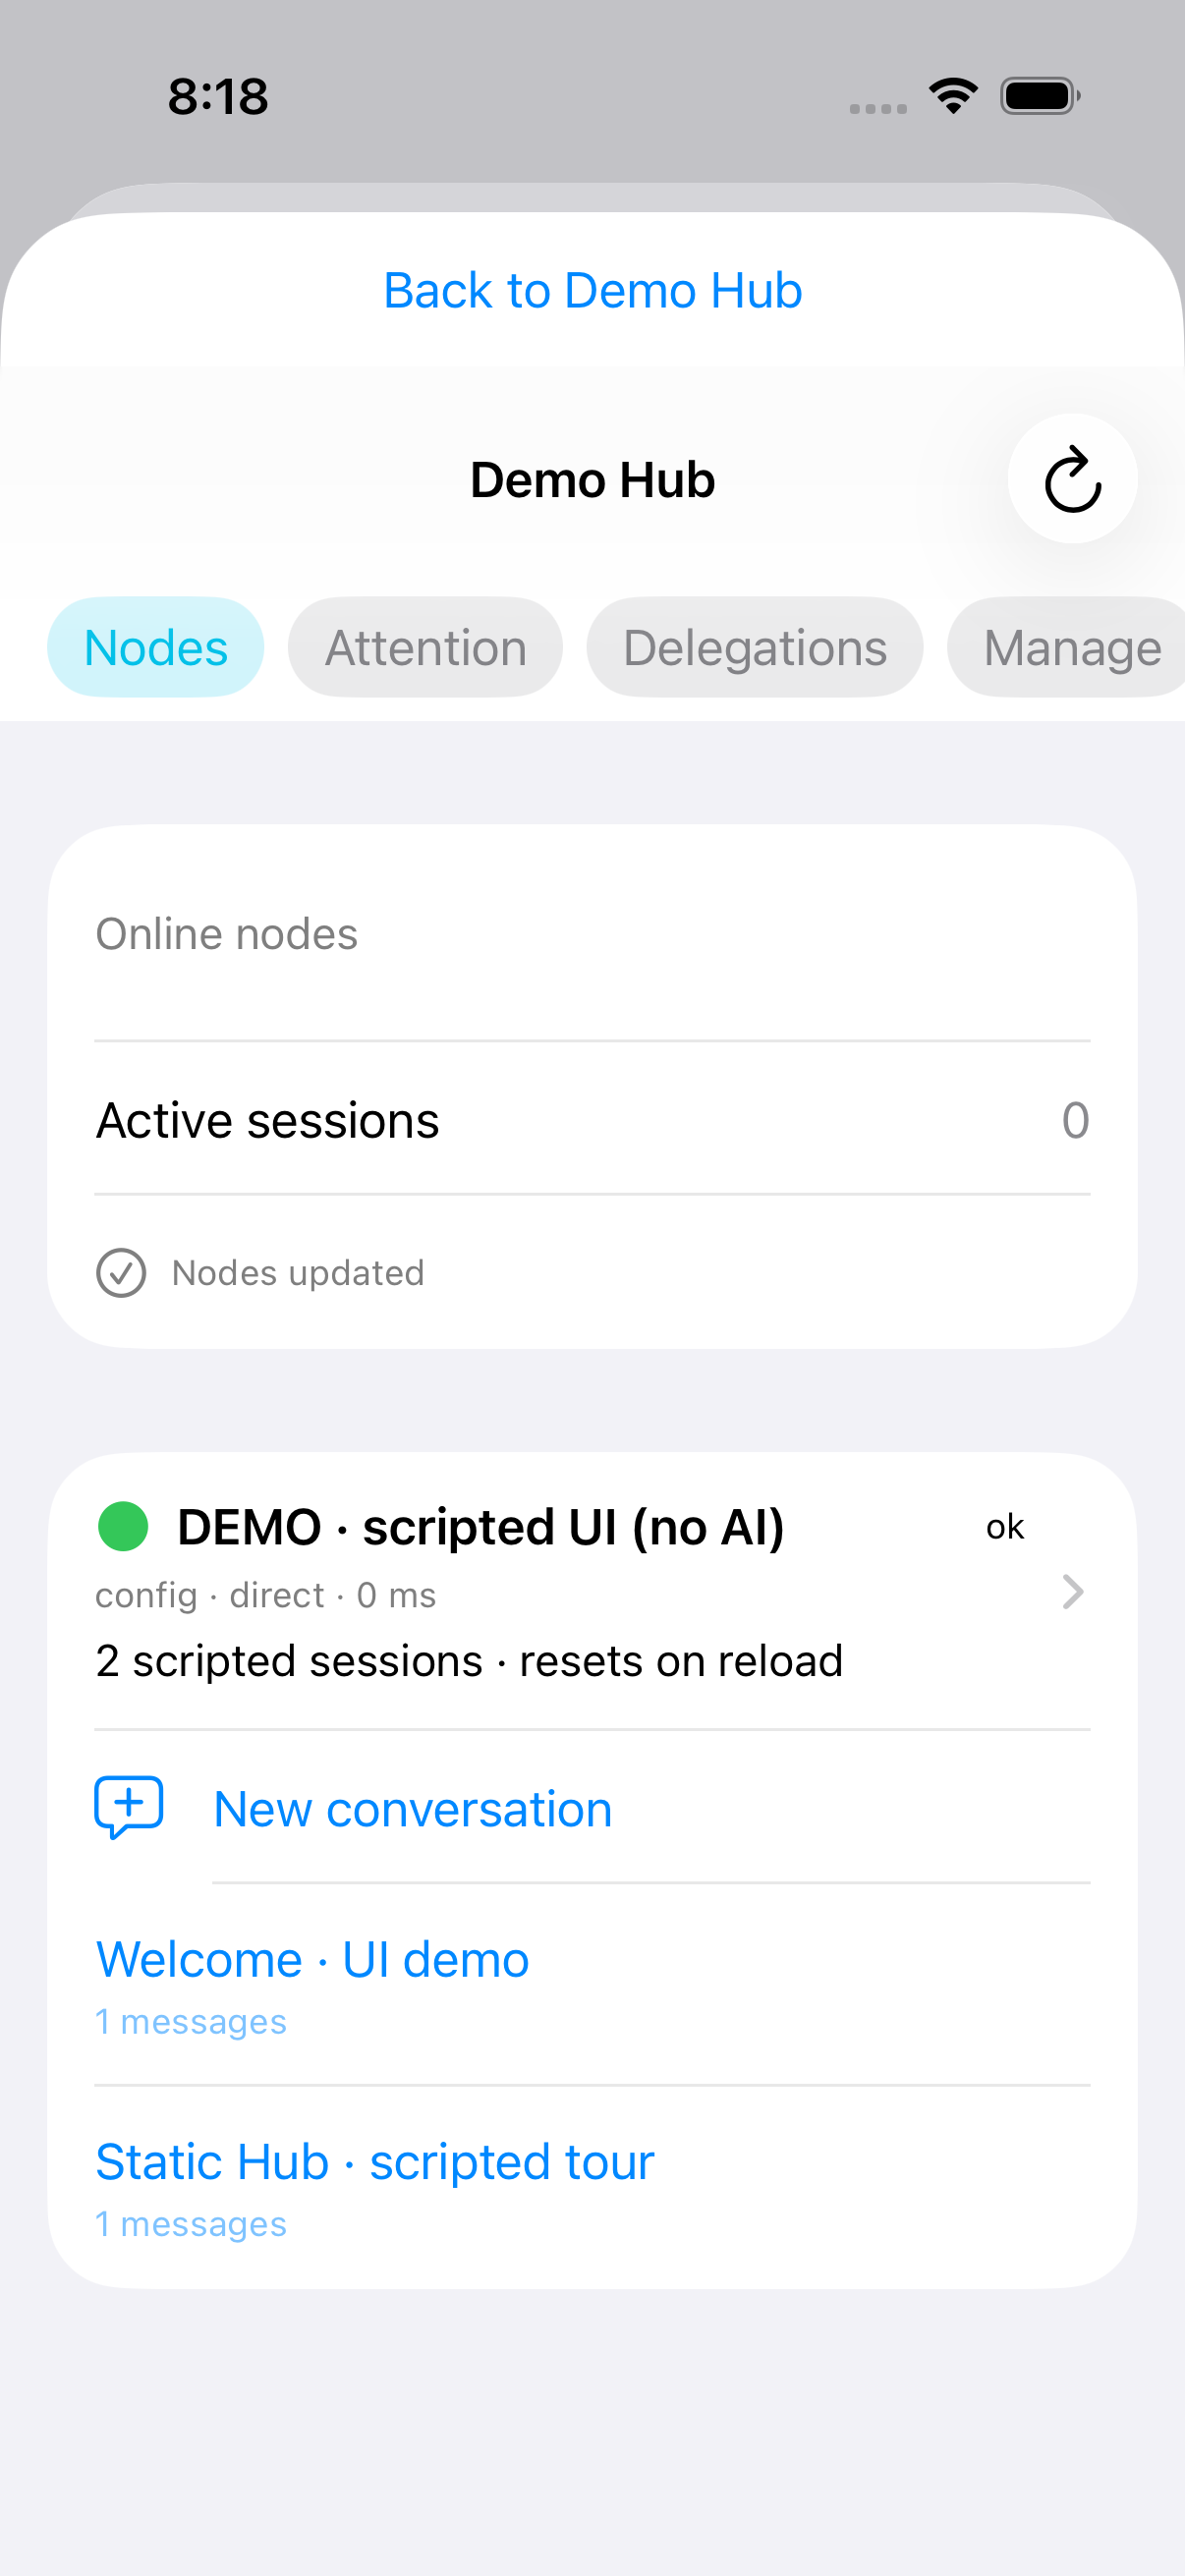 8:18
Back to Demo Hub
Demo Hub
Nodes
Attention
Delegations
Manage
Online nodes
Active sessions
0
Nodes updated
DEMO · scripted UI (no AI)
ok
config · direct · 0 ms
2 scripted sessions · resets on reload
New conversation
Welcome · UI demo
1 messages
Static Hub · scripted tour
1 messages